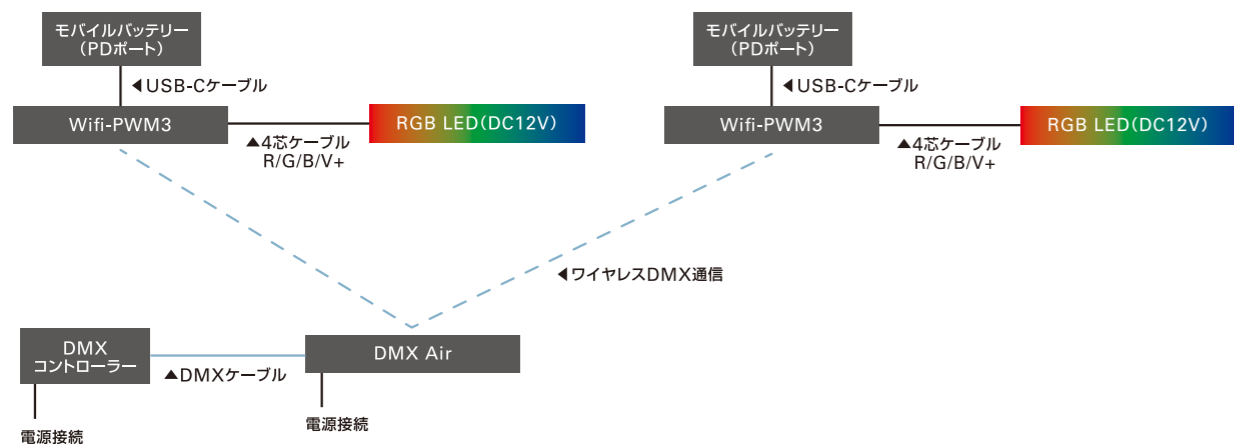 モバイルバッテリー
(PDポート)
◀USB-Cケーブル
Wifi-PWM3
RGB LED(DC12V)
▲4芯ケーブル
R/G/B/V+
モバイルバッテリー
(PDポート)
◀USB-Cケーブル
Wifi-PWM3
RGB LED(DC12V)
▲4芯ケーブル
R/G/B/V+
◀ワイヤレスDMX通信
DMX
コントローラー
▲DMXケーブル
DMX Air
電源接続
電源接続